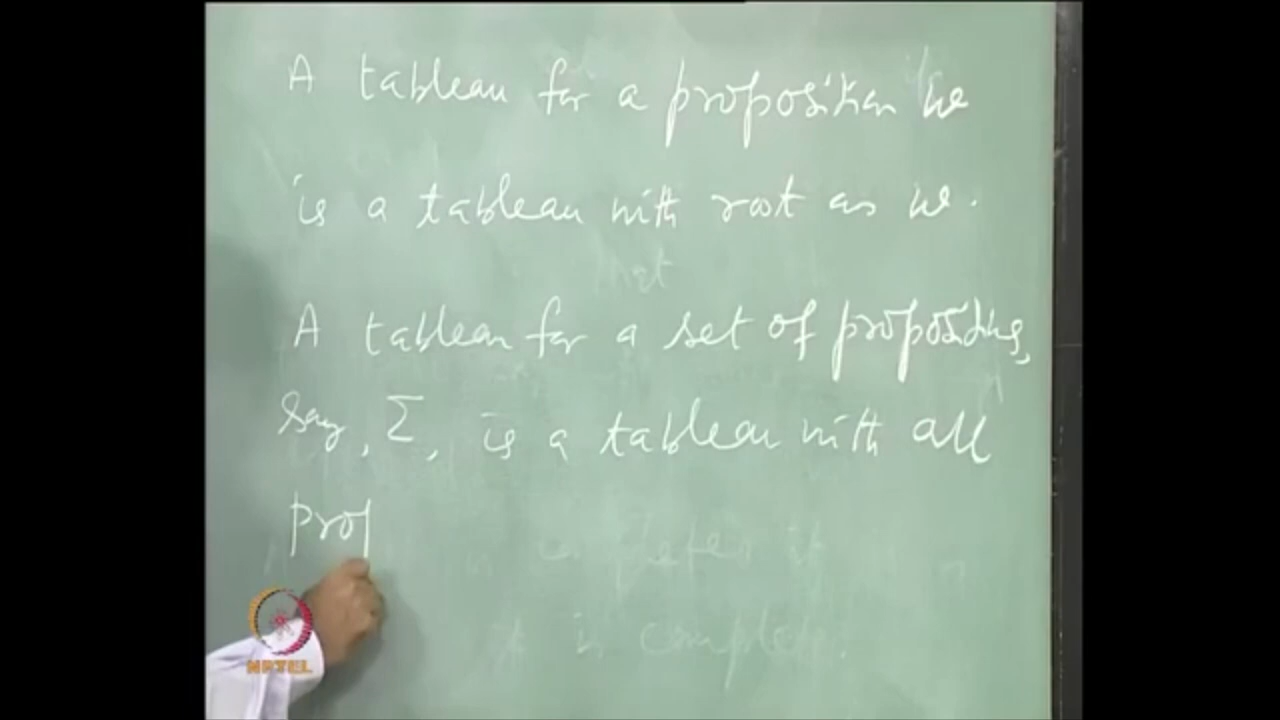 A tableau for a proposition w
is a tableau with root as w.
A tableau for a set of propositions,
say, Σ, is a tableau with all
prop
NPTEL